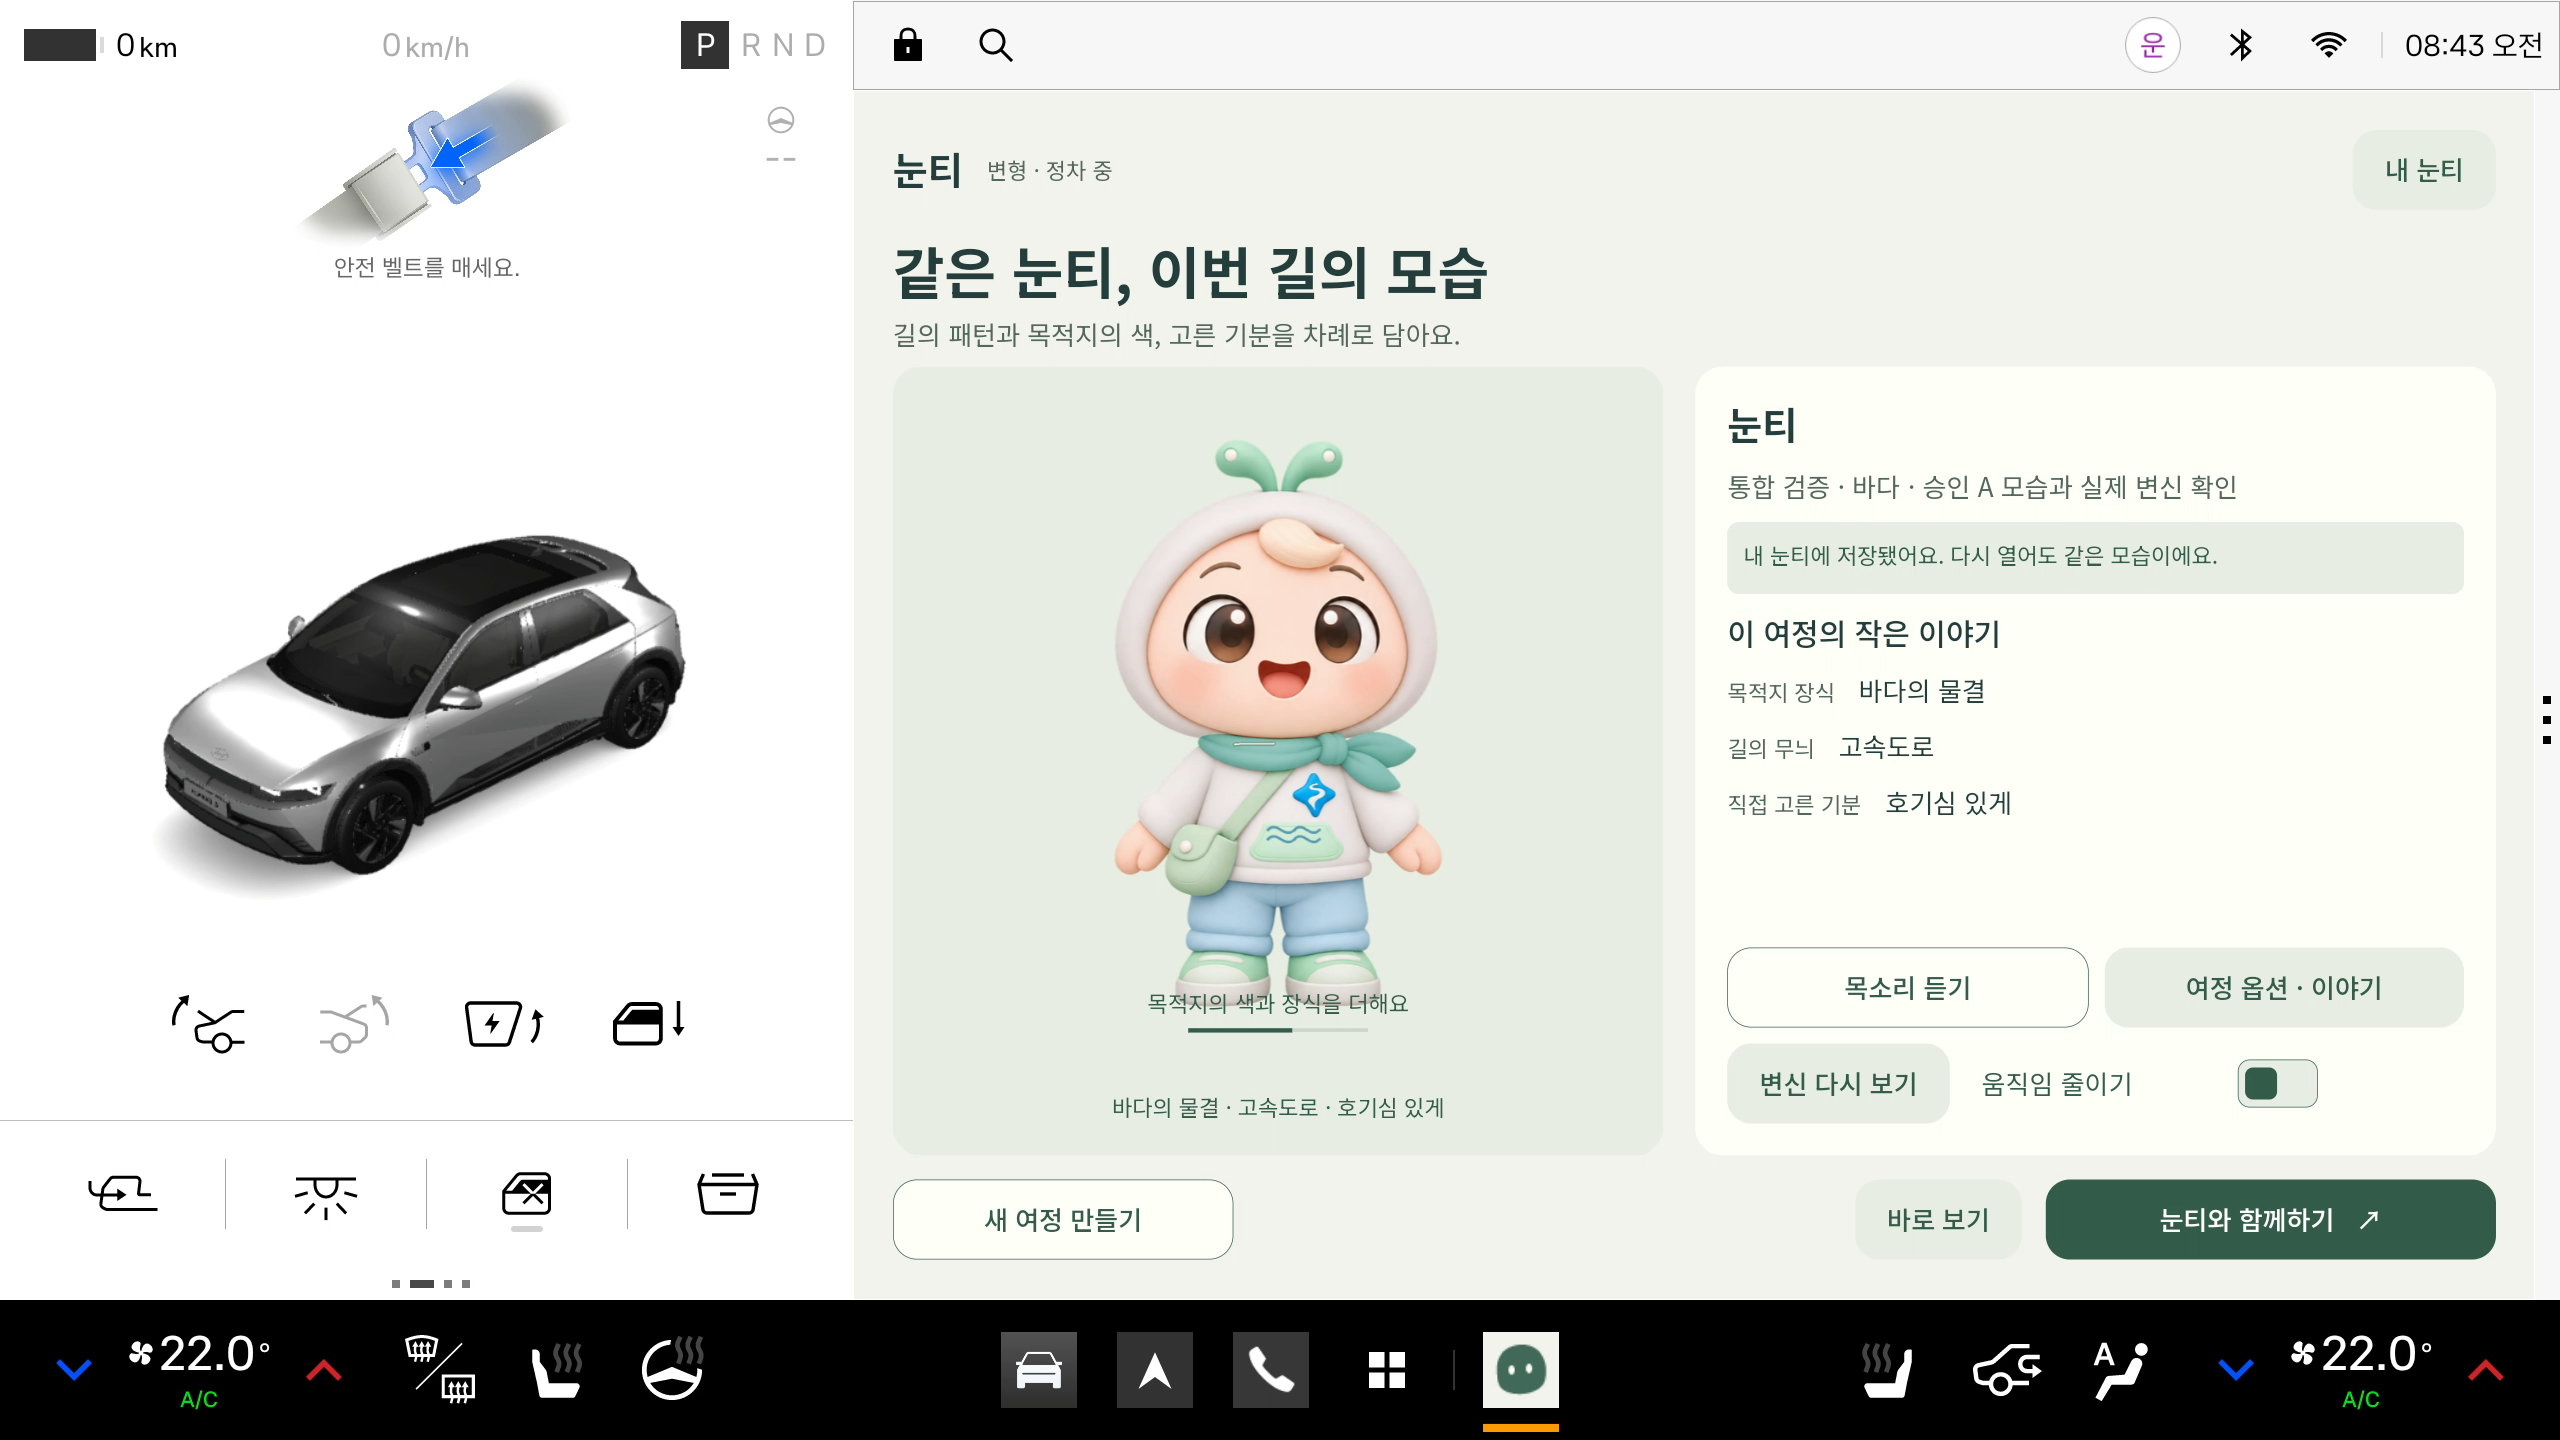 0 km
0 km/h
P R N D
안전 벨트를 매세요.
운
08:43 오전
눈티
변형 · 정차 중
내 눈티
같은 눈티, 이번 길의 모습
길의 패턴과 목적지의 색, 고른 기분을 차례로 담아요.
목적지의 색과 장식을 더해요
바다의 물결 · 고속도로 · 호기심 있게
눈티
통합 검증 · 바다 · 승인 A 모습과 실제 변신 확인
내 눈티에 저장됐어요. 다시 열어도 같은 모습이에요.
이 여정의 작은 이야기
목적지 장식 바다의 물결
길의 무늬 고속도로
직접 고른 기분 호기심 있게
목소리 듣기
여정 옵션 · 이야기
변신 다시 보기
움직임 줄이기
새 여정 만들기
바로 보기
눈티와 함께하기 ↗
22.0°
A/C
A
22.0°
A/C